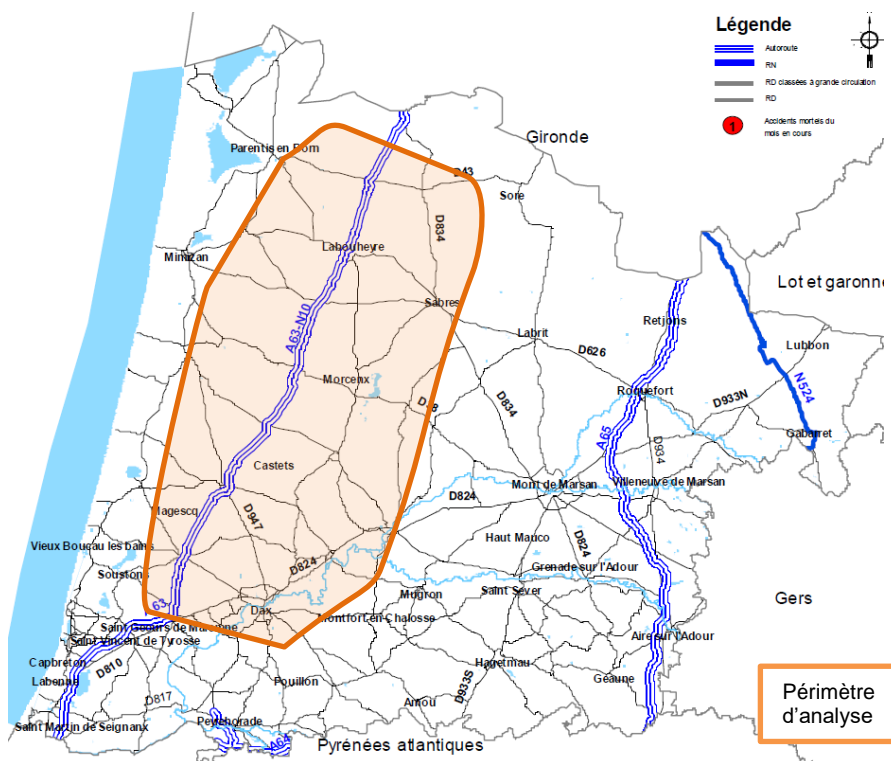 Légende
Autoroute
RN
RD classées à grande circulation
RD
1
Accidents mortels du
mois en cours
N
Gironde
Parentis en Born
D43
Sore
D834
Mimizan
Labouheyre
Lot et garonne
A63-N10
Sabres
Retjons
Labrit
Lubbon
D626
Morcenx
Roquefort
N524
D834
D933N
Gabarret
A65
D934
Castets
Mont de Marsan
Villeneuve de Marsan
D824
Magescq
D947
Haut Mauco
D824
Vieux Boucau les bains
Soustons
D824
Grenade sur l'Adour
Saint Sever
Mugron
Gers
63
Dax
Montfort-en-Chalosse
Saint Vincent de Tyrosse
Aire sur l'Adour
Capbreton
D810
Hagetmau
Labenne
Pouillon
D933S
Geaune
Périmètre
d'analyse
D817
Amou
Saint Martin de Seignanx
Peyrehorade
A64
Pyrénées atlantiques